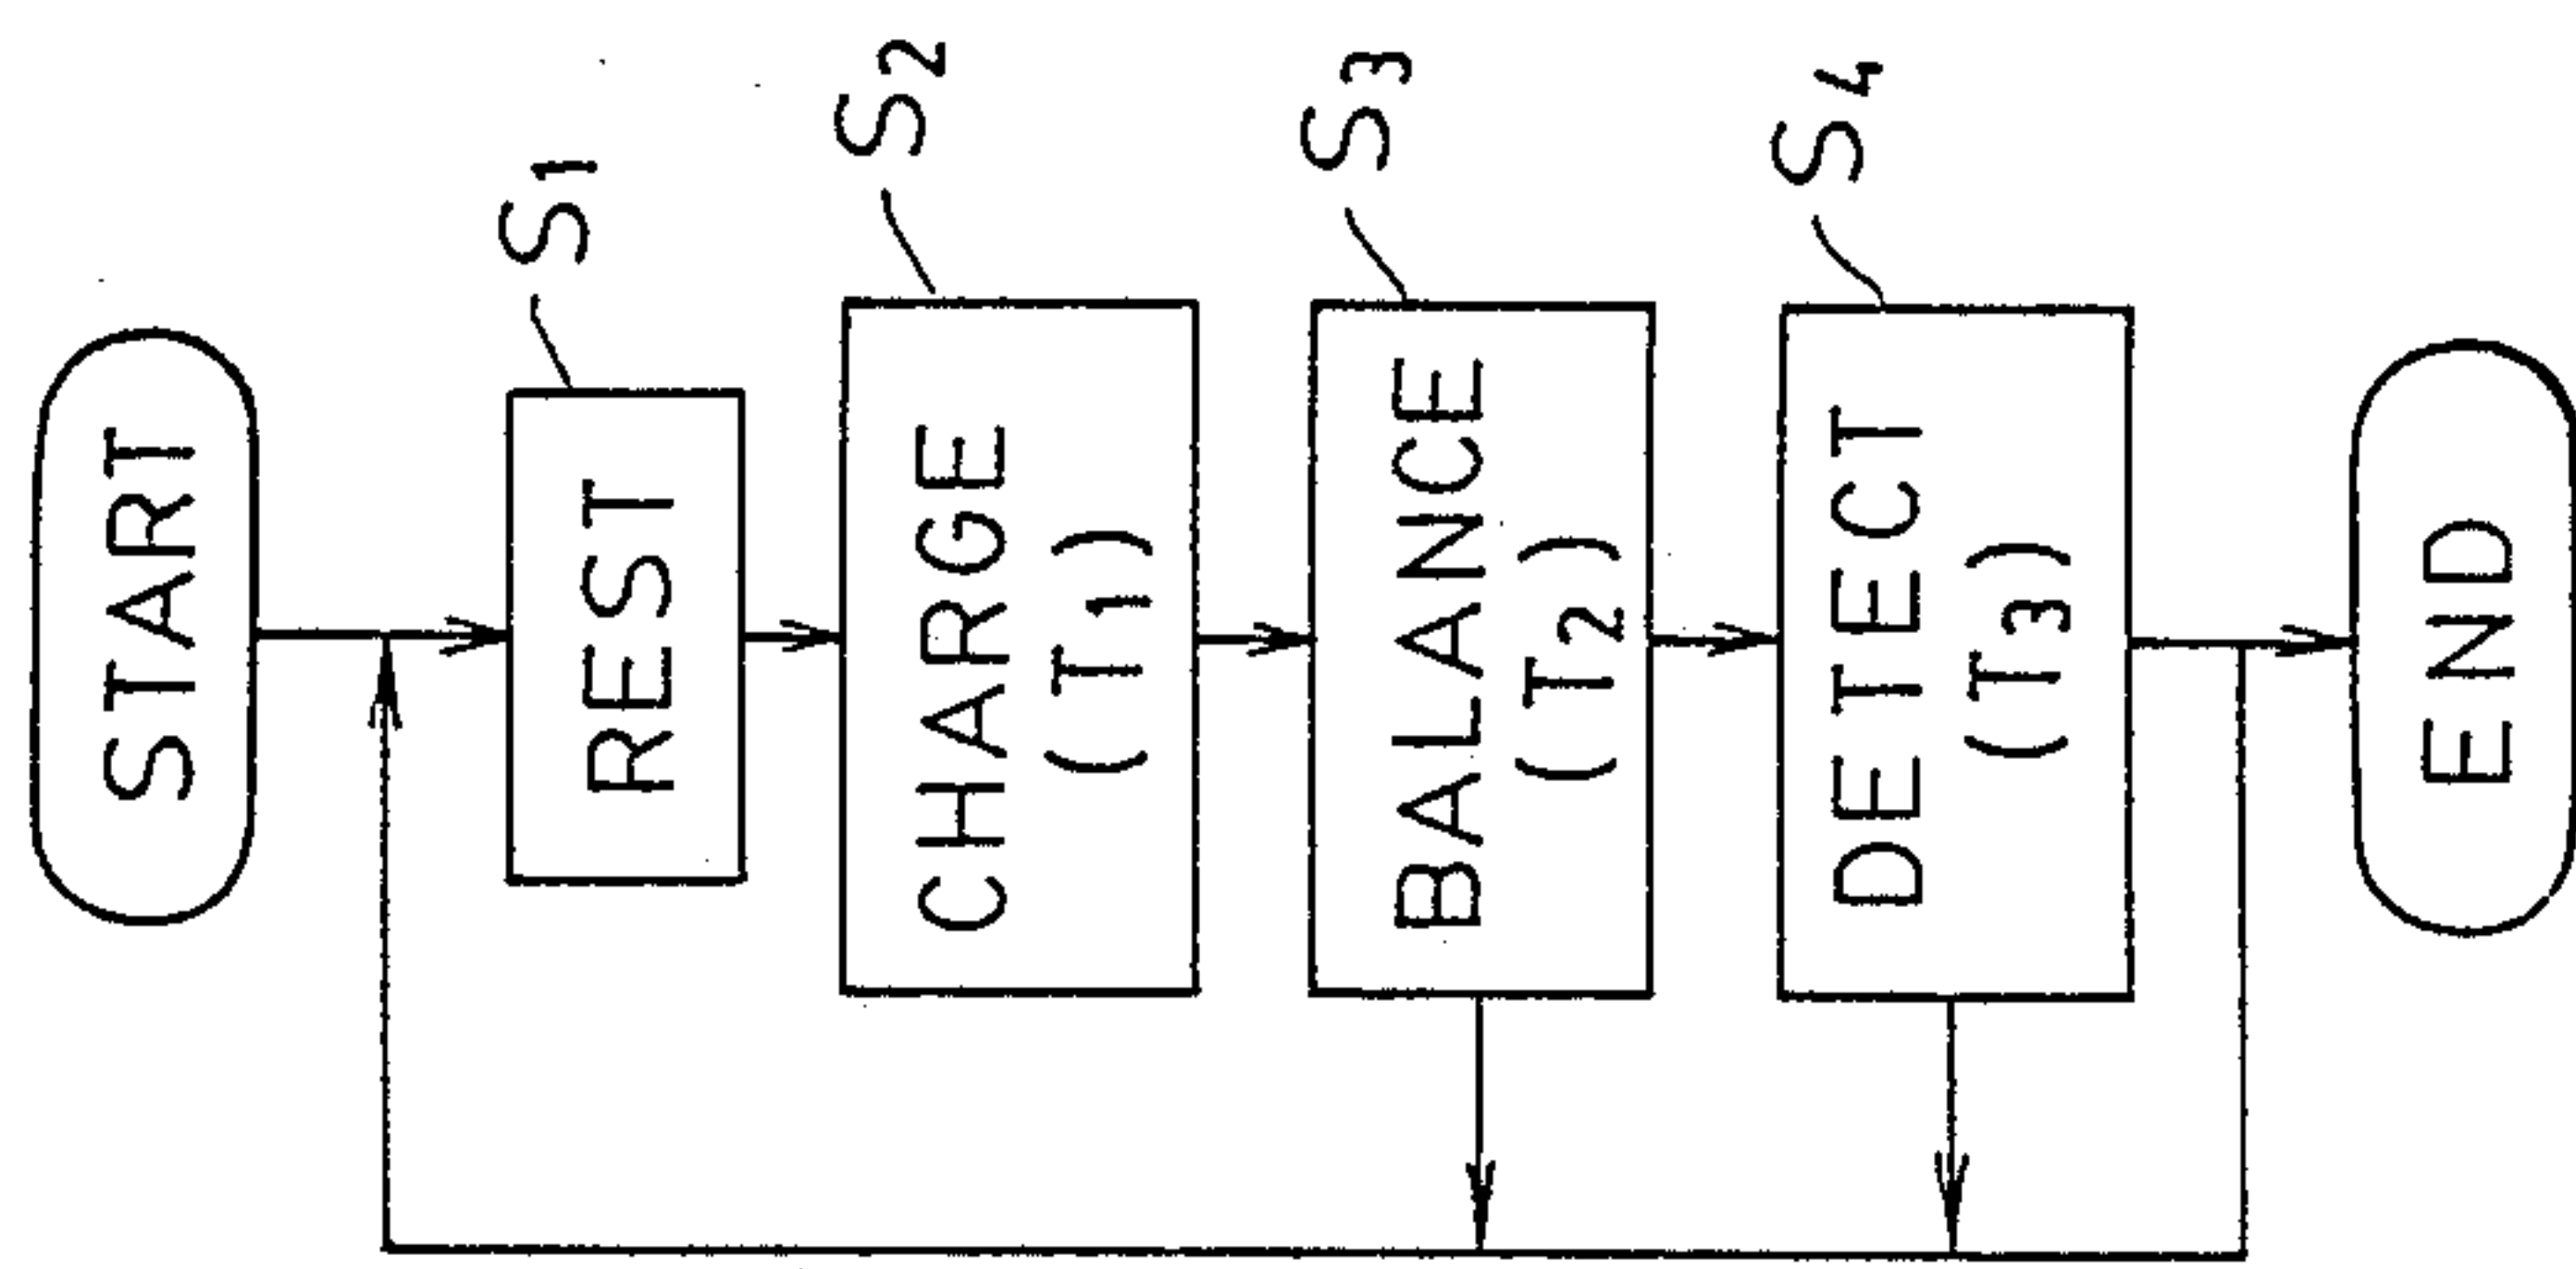 START
REST
S1
CHARGE
(T1)
S2
BALANCE
(T2)
S3
DETECT
(T3)
S4
END